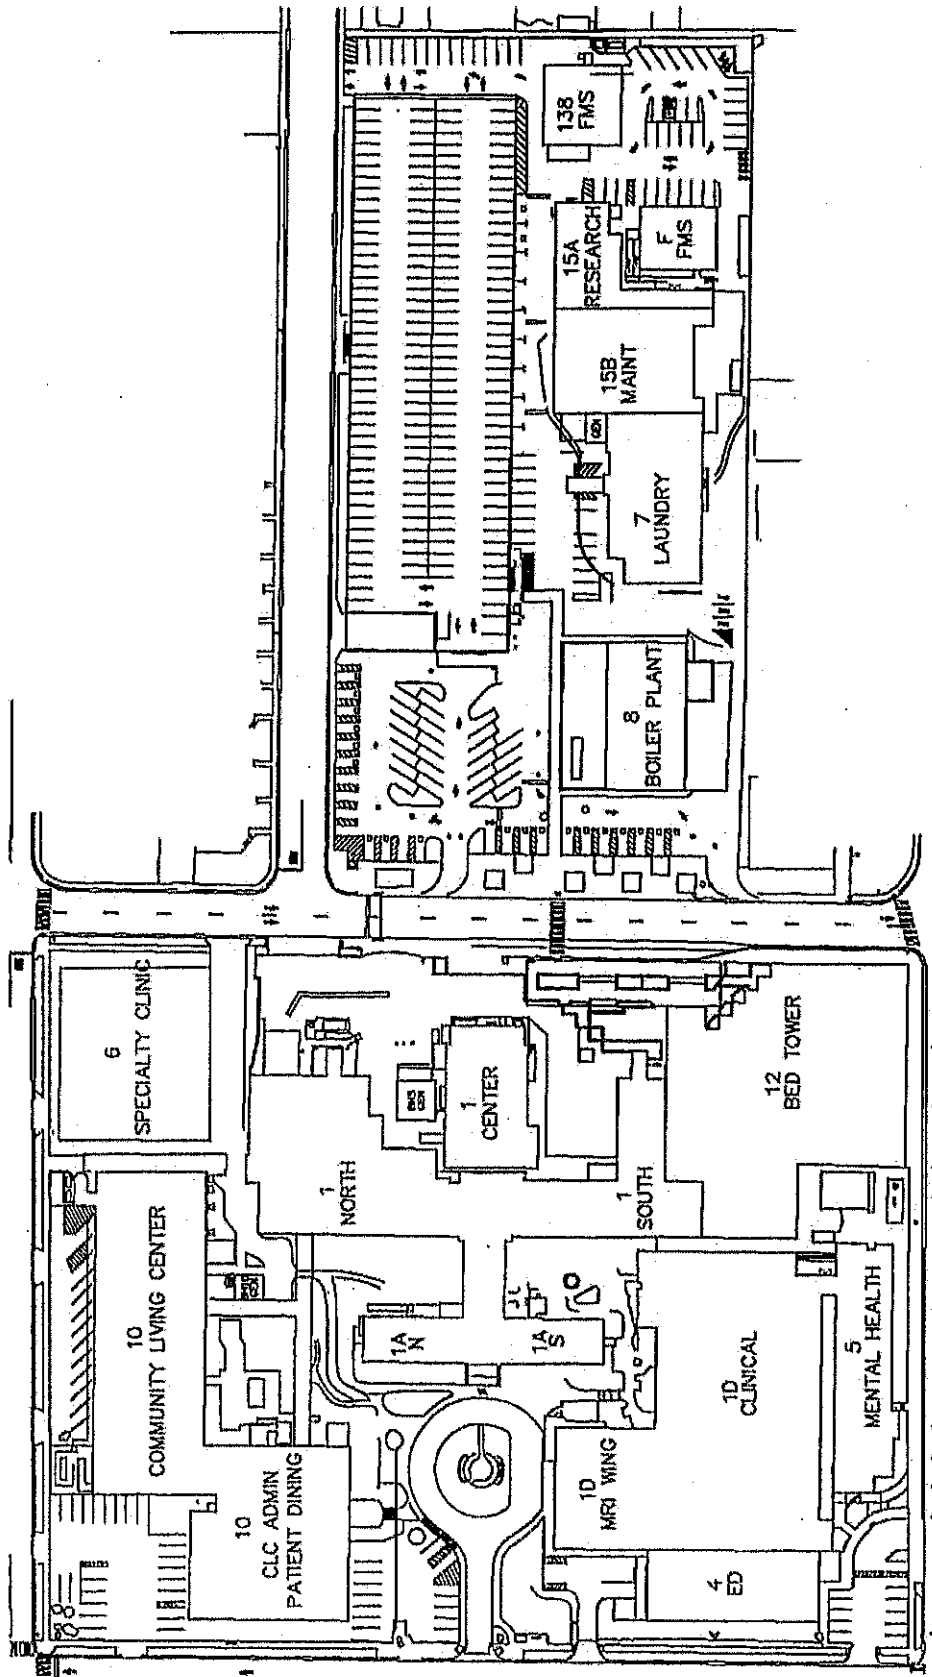 138
FMS
15A
RESEARCH
F
FMS
15B
MAINT
GEN
7
LAUNDRY
8
BOILER PLANT
6
SPECIALTY CLINIC
12
BED TOWER
1
CENTER
1
NORTH
1
SOUTH
10
COMMUNITY LIVING CENTER
1A
N
1A
S
1D
CLINICAL
5
MENTAL HEALTH
1D
MRI WING
10
CLC ADMIN
PATIENT DINING
4
ED